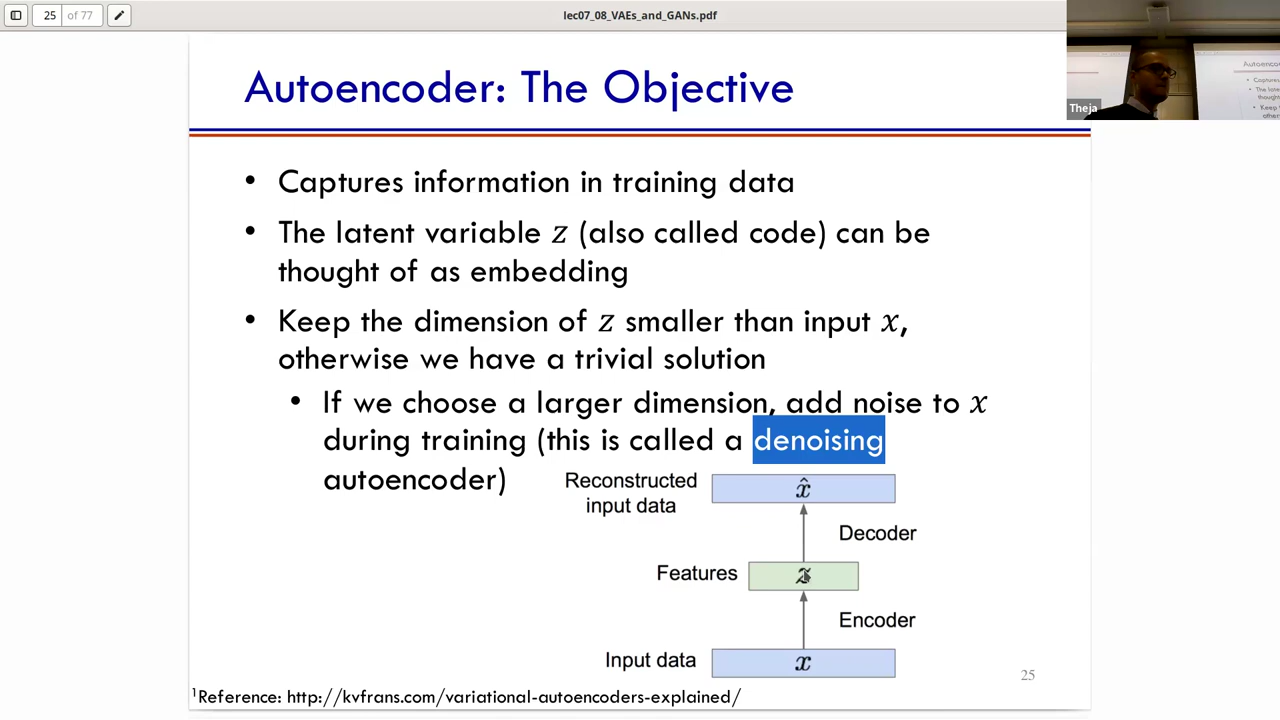 25 of 77
lec07_08_VAEs_and_GANs.pdf
Theja
Autoencoder: The Objective
• Captures information in training data
• The latent variable z (also called code) can be
thought of as embedding
• Keep the dimension of z smaller than input x,
otherwise we have a trivial solution
• If we choose a larger dimension, add noise to x
during training (this is called a denoising
autoencoder)
Reconstructed
input data
x̂
Decoder
Features
z
Encoder
Input data
x
25
¹Reference: http://kvfrans.com/variational-autoencoders-explained/